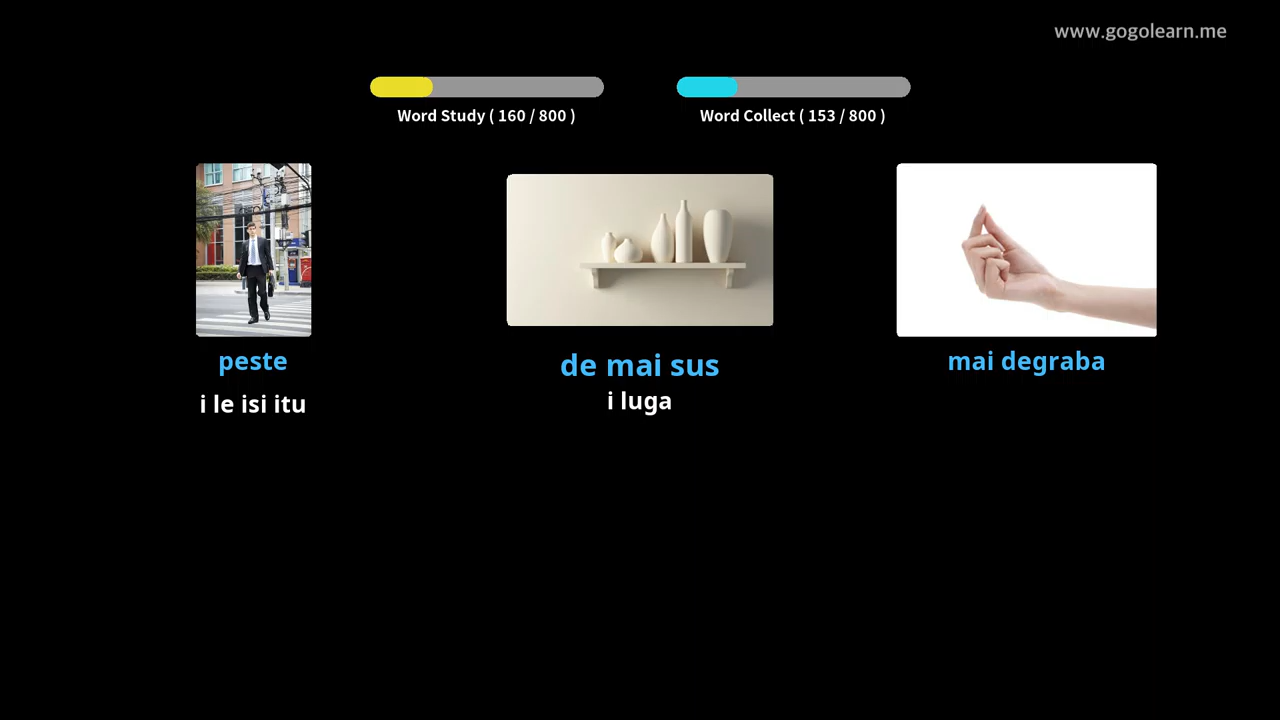 www.gogolearn.me
Word Study ( 160 / 800 )
Word Collect ( 153 / 800 )
peste
i le isi itu
de mai sus
i luga
mai degraba